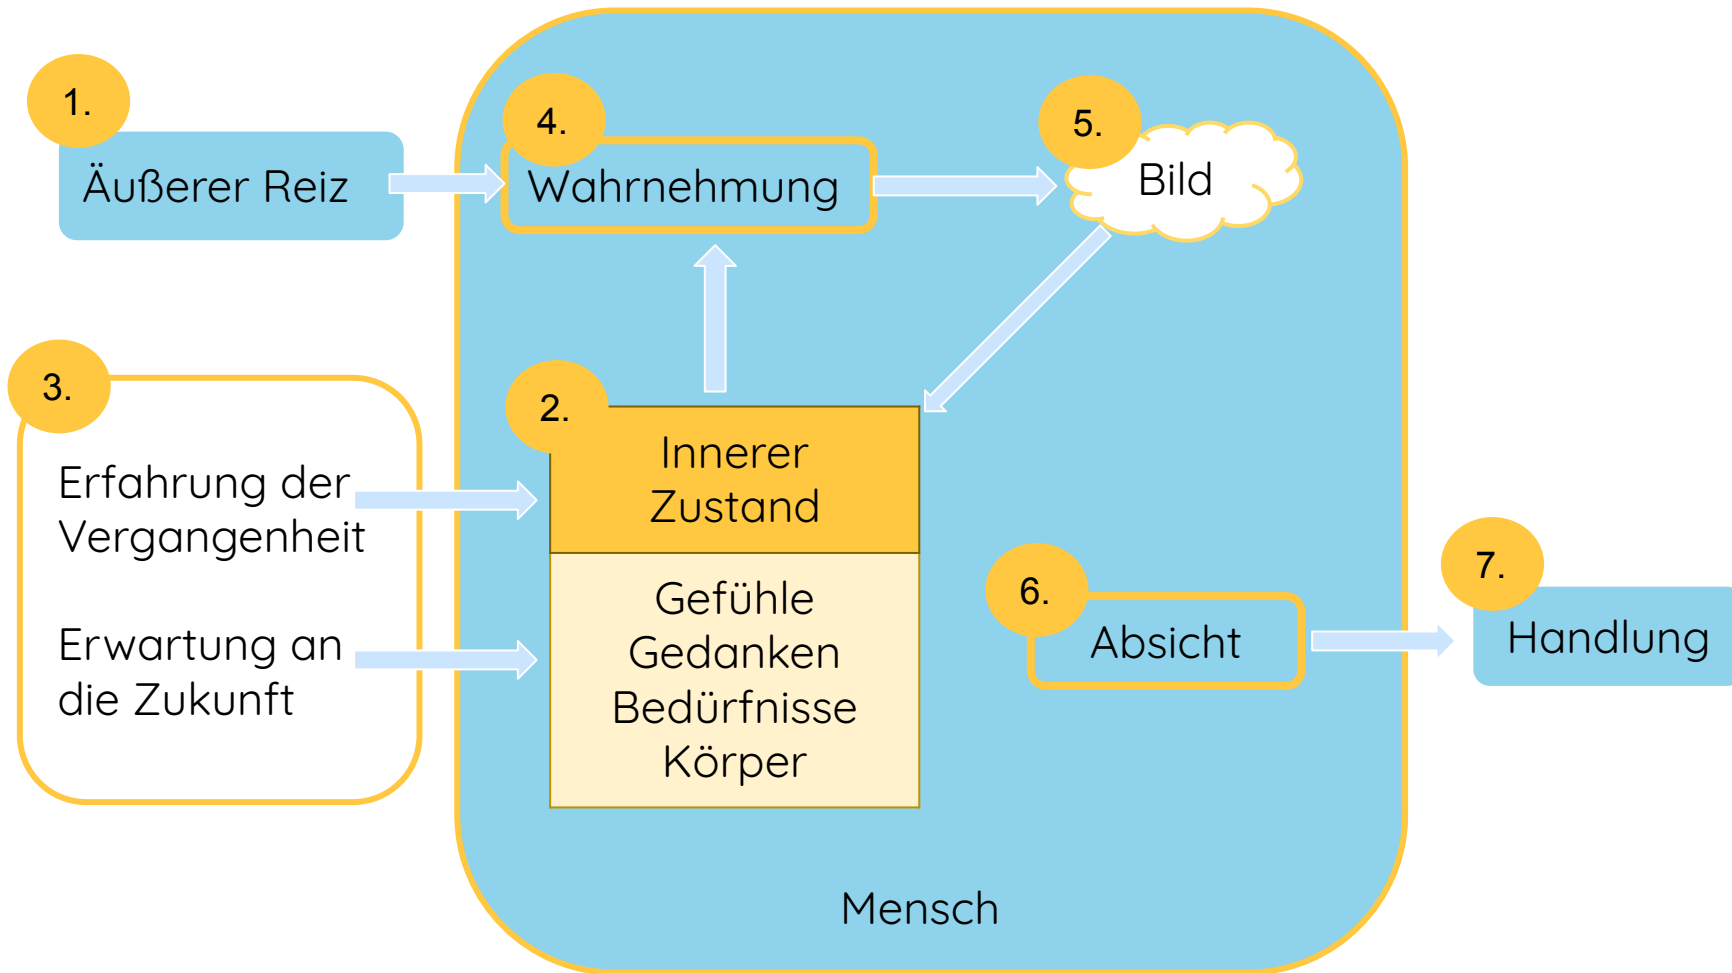 1.
Äußerer Reiz
4.
Wahrnehmung
5.
Bild
3.
Erfahrung der
Vergangenheit
Erwartung an
die Zukunft
2.
Innerer
Zustand
Gefühle
Gedanken
Bedürfnisse
Körper
6.
Absicht
7.
Handlung
Mensch